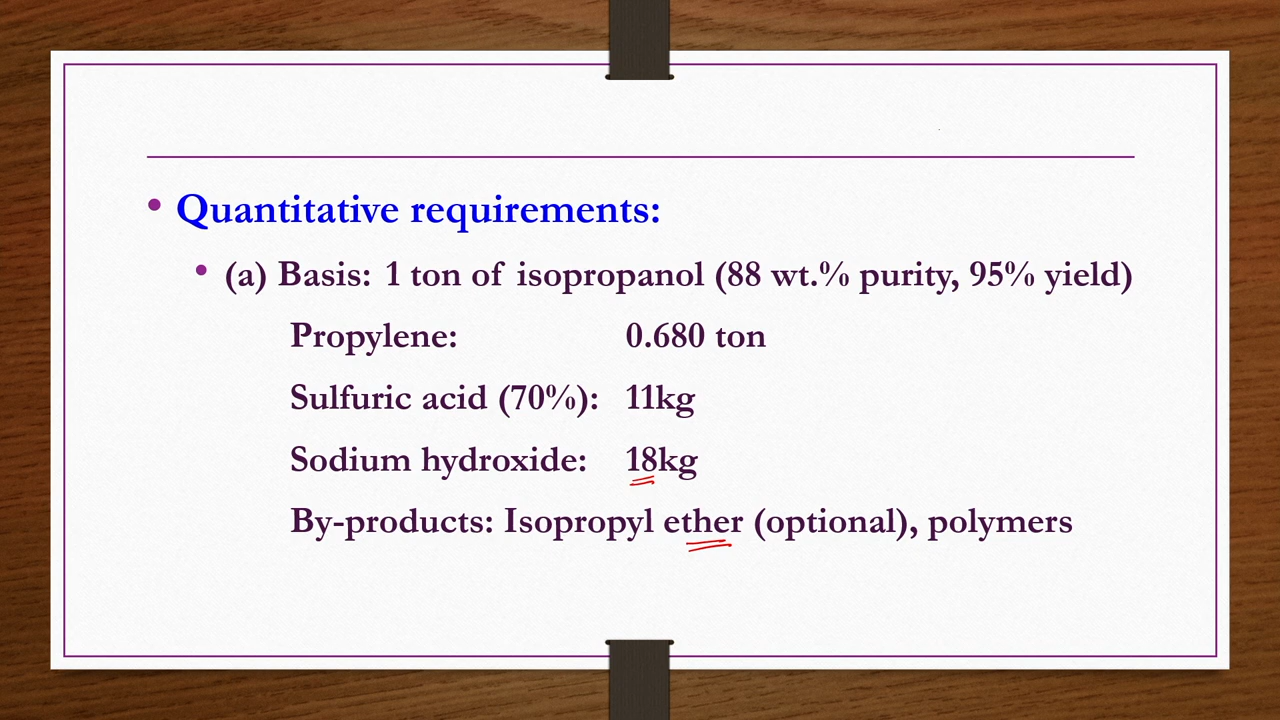 Quantitative requirements:
(a) Basis: 1 ton of isopropanol (88 wt.% purity, 95% yield)
Propylene: 0.680 ton
Sulfuric acid (70%): 11kg
Sodium hydroxide: 18kg
By-products: Isopropyl ether (optional), polymers